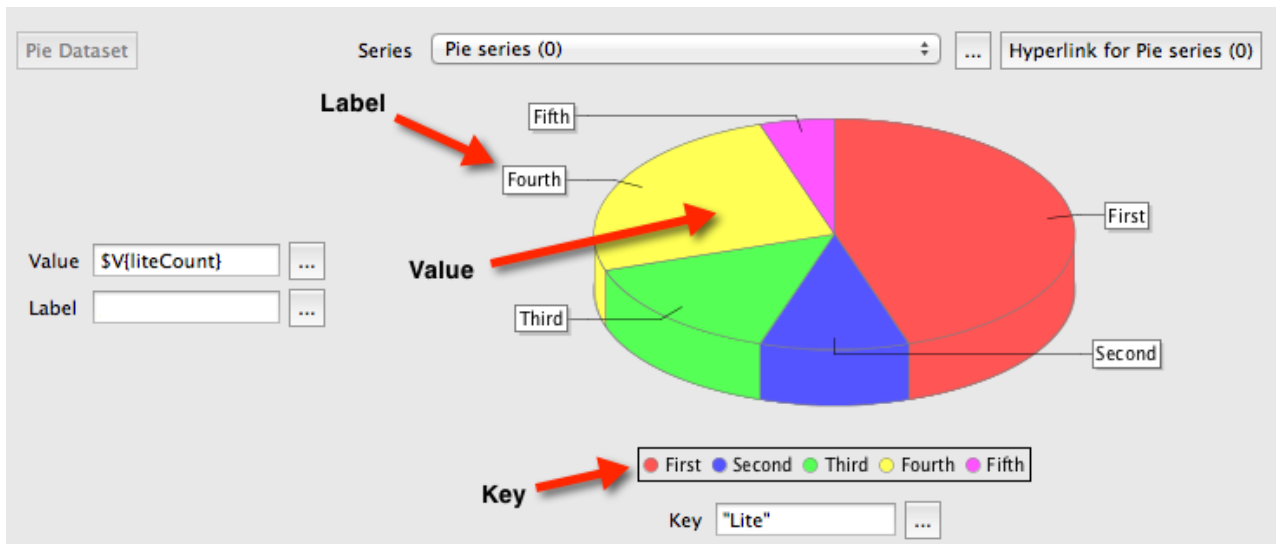 Pie Dataset
Series
Pie series (0)
...
Hyperlink for Pie series (0)
Label
Fifth
Fourth
First
Value
$V{liteCount}
...
Value
Label
...
Third
Second
First
Second
Third
Fourth
Fifth
Key
Key
"Lite"
...